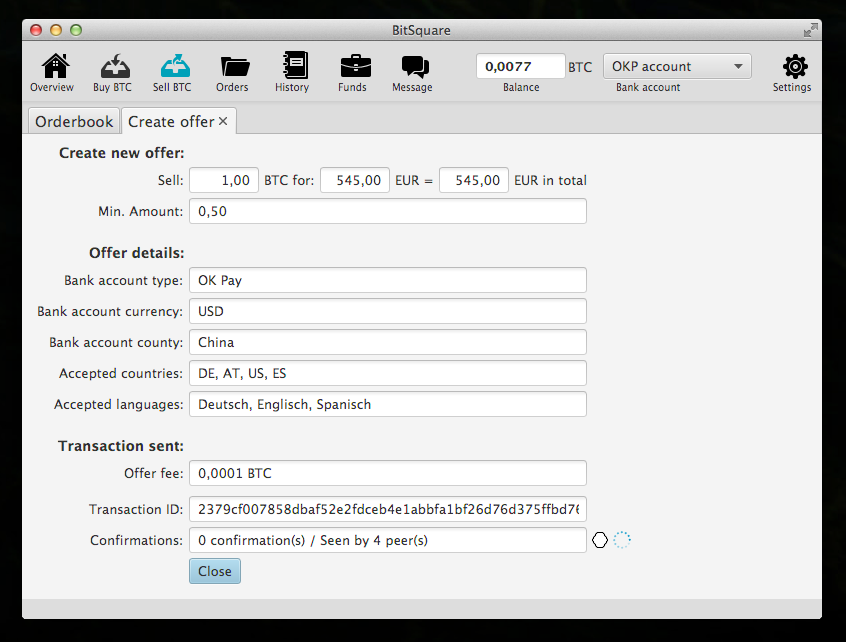 BitSquare
Overview Buy BTC Sell BTC Orders History Funds Message 0,0077 BTC Balance OKP account Bank account Settings
Orderbook Create offer ×
Create new offer:
Sell: 1,00 BTC for: 545,00 EUR = 545,00 EUR in total
Min. Amount: 0,50
Offer details:
Bank account type: OK Pay
Bank account currency: USD
Bank account county: China
Accepted countries: DE, AT, US, ES
Accepted languages: Deutsch, Englisch, Spanisch
Transaction sent:
Offer fee: 0,0001 BTC
Transaction ID: 2379cf007858dbaf52e2fdceb4e1abbfa1bf26d76d375ffbd76
Confirmations: 0 confirmation(s) / Seen by 4 peer(s)
Close